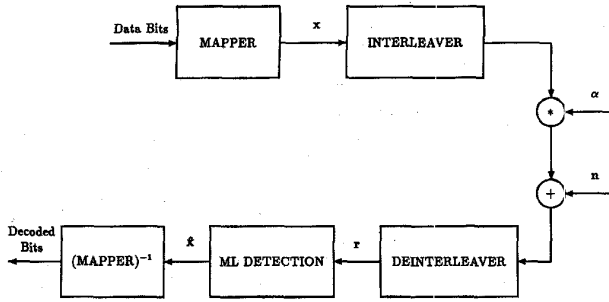 Data Bits
MAPPER
x
INTERLEAVER
*
α
+
n
Decoded
Bits
(MAPPER)⁻¹
x̂
ML DETECTION
r
DEINTERLEAVER